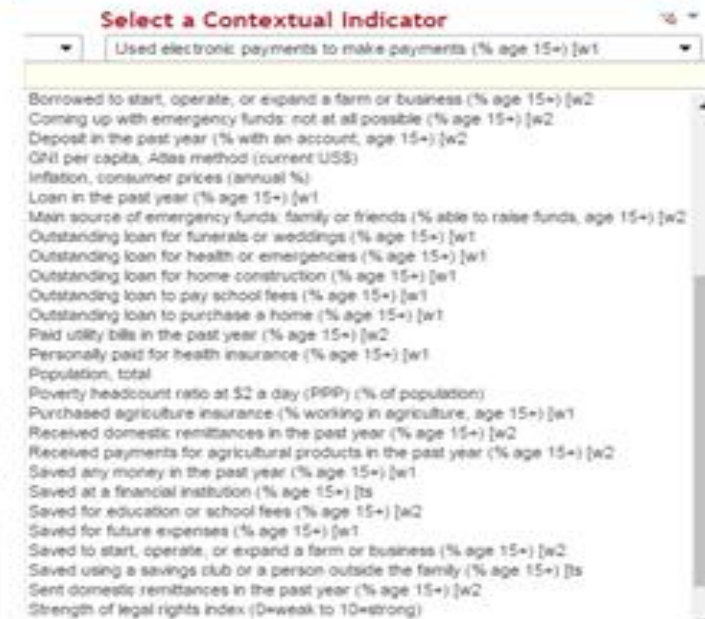 Select a Contextual Indicator
Used electronic payments to make payments (% age 15+) [w1
Borrowed to start, operate, or expand a farm or business (% age 15+) [w2
Coming up with emergency funds: not at all possible (% age 15+) [w2
Deposit in the past year (% with an account, age 15+) [w2
GNI per capita, Atlas method (current US$)
Inflation, consumer prices (annual %)
Loan in the past year (% age 15+) [w1
Main source of emergency funds: family or friends (% able to raise funds, age 15+) [w2
Outstanding loan for funerals or weddings (% age 15+) [w1
Outstanding loan for health or emergencies (% age 15+) [w1
Outstanding loan for home construction (% age 15+) [w1
Outstanding loan to pay school fees (% age 15+) [w1
Outstanding loan to purchase a home (% age 15+) [w1
Paid utility bills in the past year (% age 15+) [w2
Personally paid for health insurance (% age 15+) [w1
Population, total
Poverty headcount ratio at $2 a day (PPP) (% of population)
Purchased agriculture insurance (% working in agriculture, age 15+) [w1
Received domestic remittances in the past year (% age 15+) [w2
Received payments for agricultural products in the past year (% age 15+) [w2
Saved any money in the past year (% age 15+) [w1
Saved at a financial institution (% age 15+) [ts
Saved for education or school fees (% age 15+) [w2
Saved for future expenses (% age 15+) [w1
Saved to start, operate, or expand a farm or business (% age 15+) [w2
Saved using a savings club or a person outside the family (% age 15+) [ts
Sent domestic remittances in the past year (% age 15+) [w2
Strength of legal rights index (0=weak to 10=strong)